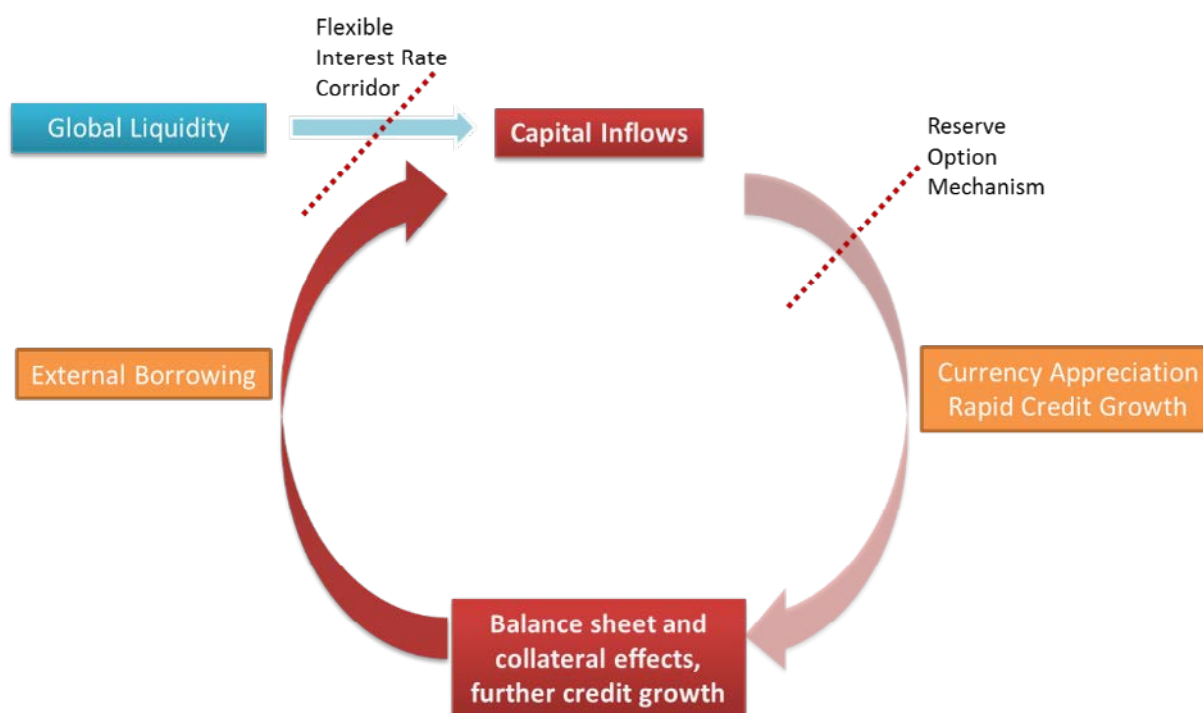 Flexible
Interest Rate
Corridor
Global Liquidity
Capital Inflows
Reserve
Option
Mechanism
External Borrowing
Currency Appreciation
Rapid Credit Growth
Balance sheet and
collateral effects,
further credit growth